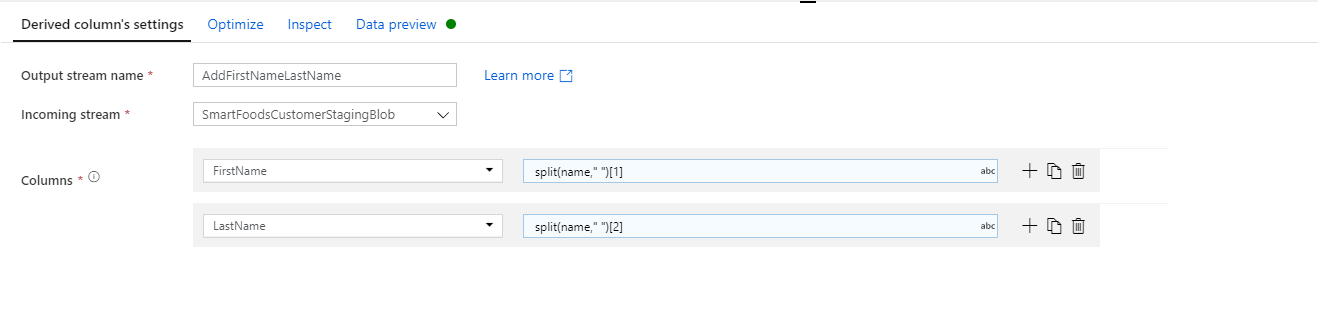 Derived column's settings Optimize Inspect Data preview
Output stream name * AddFirstNameLastName Learn more
Incoming stream * SmartFoodsCustomerStagingBlob
Columns * FirstName split(name," ")[1] abc
LastName split(name," ")[2] abc